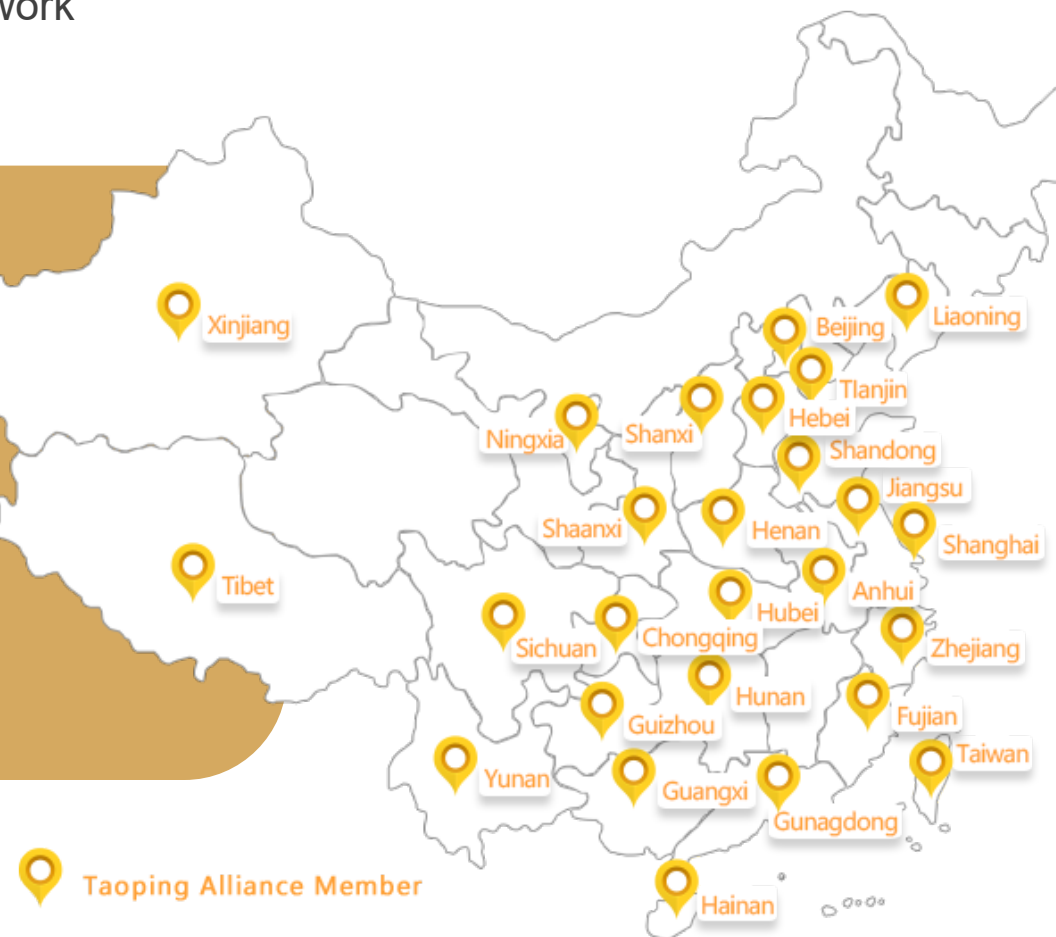 work
Xinjiang
Liaoning
Beijing
TIanjin
Hebei
Ningxia
Shanxi
Shandong
Jiangsu
Shaanxi
Henan
Shanghai
Tibet
Anhui
Hubei
Sichuan
Chongqing
Zhejiang
Hunan
Guizhou
Fujian
Taiwan
Yunan
Guangxi
Gunagdong
Taoping Alliance Member
Hainan